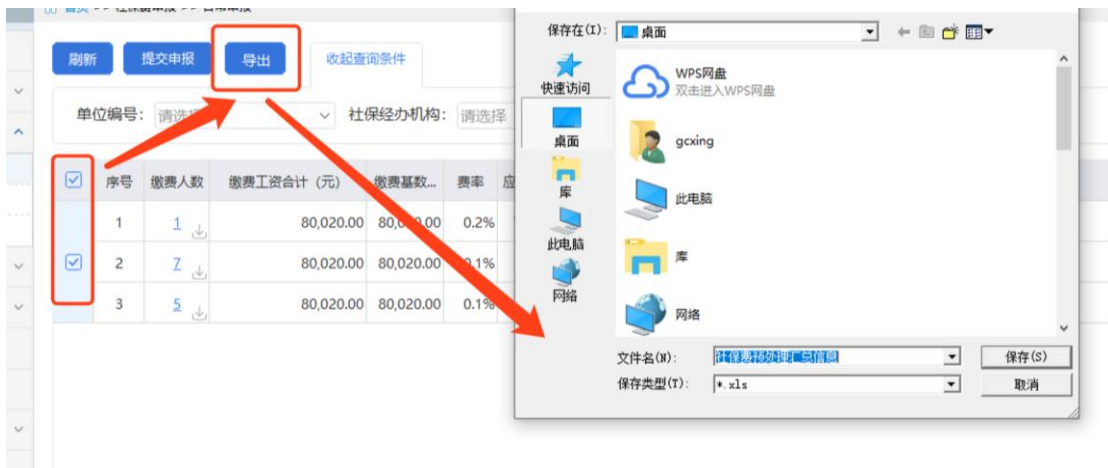 首页 >> 社保费申报 >> 日常申报
刷新 提交申报 导出 收起查询条件
单位编号: 请选择 社保经办机构: 请选择
序号 缴费人数 缴费工资合计 (元) 缴费基数... 费率 应
1 1 80,020.00 80,020.00 0.2%
2 7 80,020.00 80,020.00 0.1%
3 5 80,020.00 80,020.00 0.1%
保存在(I): 桌面
快速访问
桌面
库
此电脑
网络
WPS网盘
双击进入WPS网盘
gcxing
此电脑
库
网络
文件名(N): 社保费预处理汇总信息 保存(S)
保存类型(T): *.xls 取消